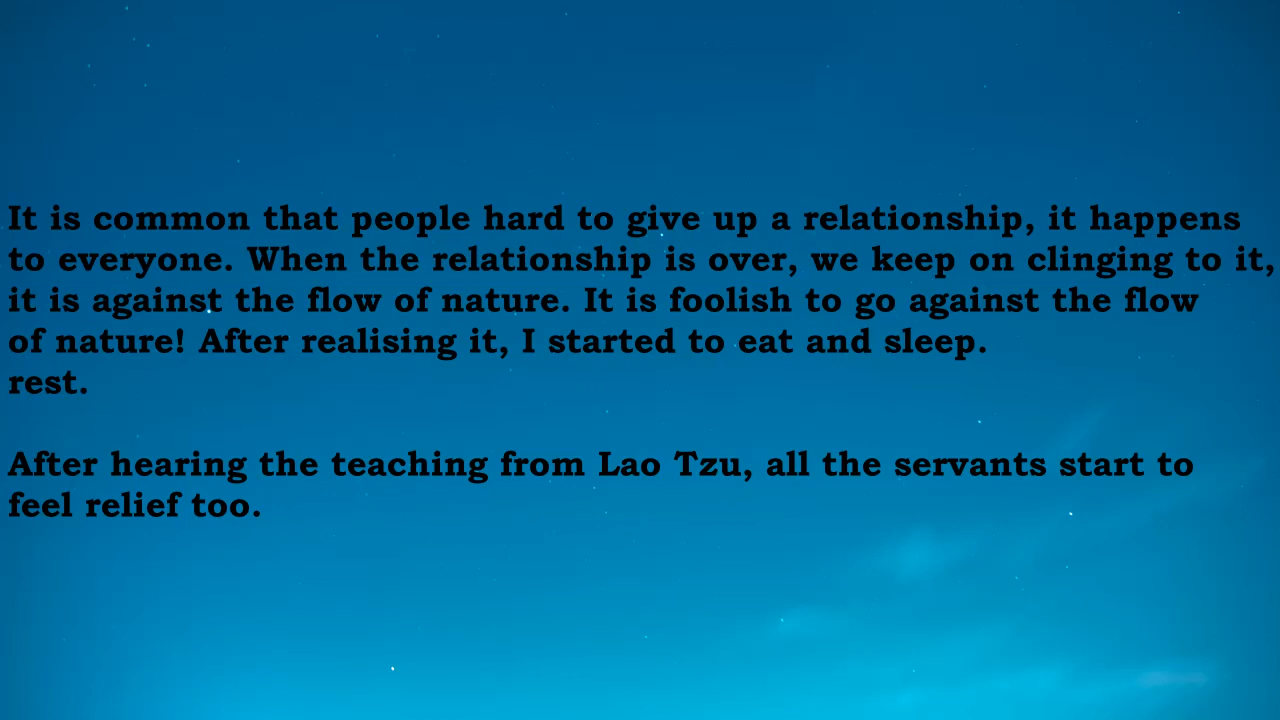 It is common that people hard to give up a relationship, it happens
to everyone. When the relationship is over, we keep on clinging to it,
it is against the flow of nature. It is foolish to go against the flow
of nature! After realising it, I started to eat and sleep.
rest.
After hearing the teaching from Lao Tzu, all the servants start to
feel relief too.